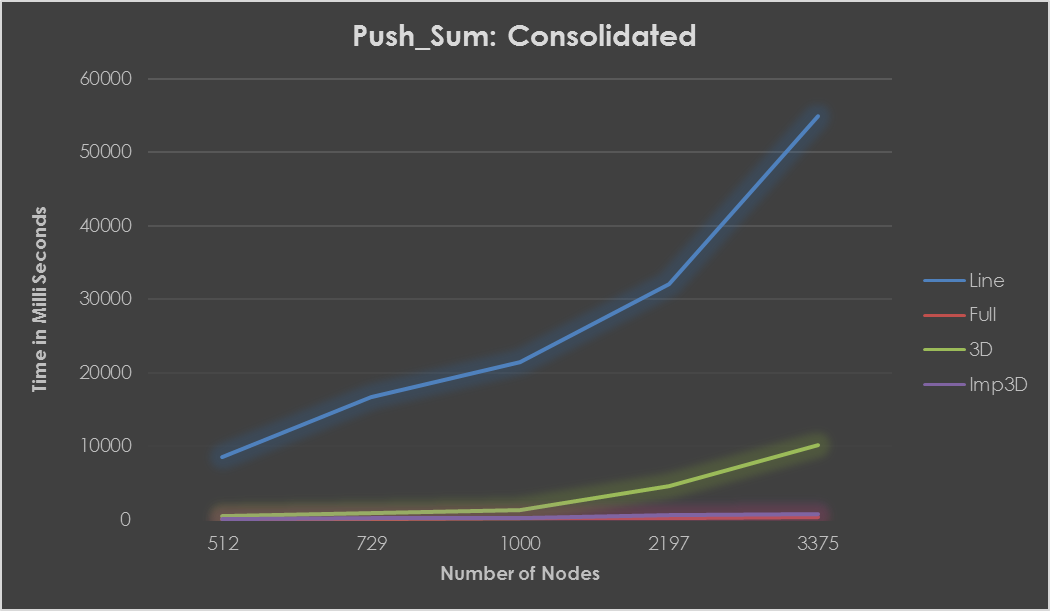 Push_Sum: Consolidated
60000
50000
40000
30000
20000
10000
0
Time in Milli Seconds
512 729 1000 2197 3375
Number of Nodes
Line
Full
3D
Imp3D